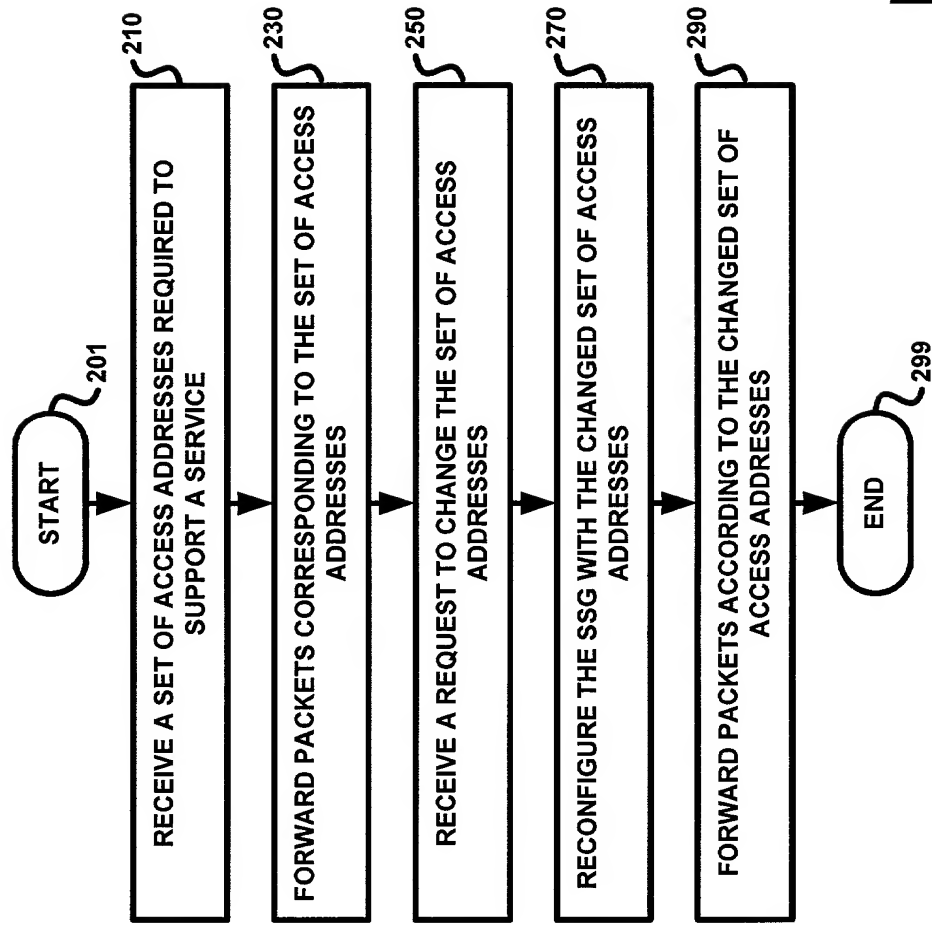 START
201
RECEIVE A SET OF ACCESS ADDRESSES REQUIRED TO
SUPPORT A SERVICE
210
FORWARD PACKETS CORRESPONDING TO THE SET OF ACCESS
ADDRESSES
230
RECEIVE A REQUEST TO CHANGE THE SET OF ACCESS
ADDRESSES
250
RECONFIGURE THE SSG WITH THE CHANGED SET OF ACCESS
ADDRESSES
270
FORWARD PACKETS ACCORDING TO THE CHANGED SET OF
ACCESS ADDRESSES
290
END
299